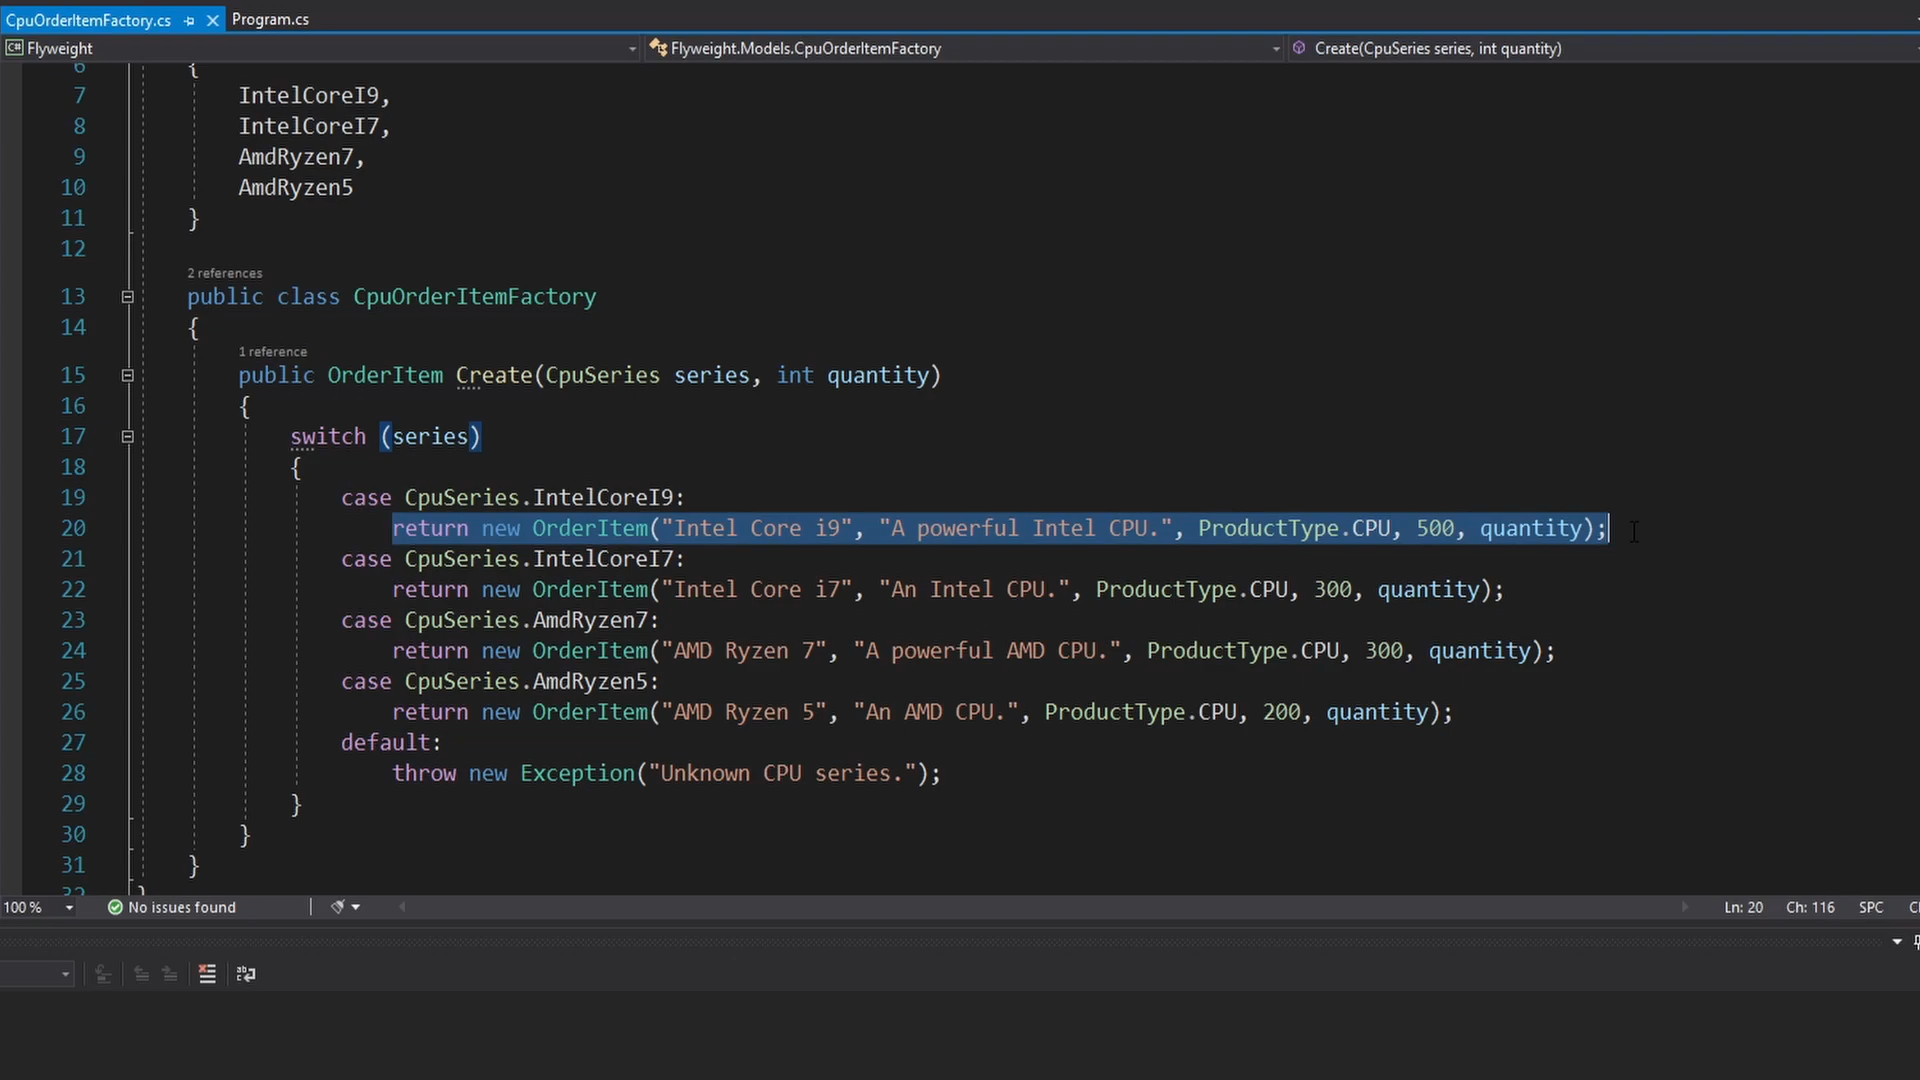 CpuOrderItemFactory.cs Program.cs
C# Flyweight Flyweight.Models.CpuOrderItemFactory Create(CpuSeries series, int quantity)
6 {
7 IntelCoreI9,
8 IntelCoreI7,
9 AmdRyzen7,
10 AmdRyzen5
11 }
12
2 references
13 public class CpuOrderItemFactory
14 {
1 reference
15 public OrderItem Create(CpuSeries series, int quantity)
16 {
17 switch (series)
18 {
19 case CpuSeries.IntelCoreI9:
20 return new OrderItem("Intel Core i9", "A powerful Intel CPU.", ProductType.CPU, 500, quantity);
21 case CpuSeries.IntelCoreI7:
22 return new OrderItem("Intel Core i7", "An Intel CPU.", ProductType.CPU, 300, quantity);
23 case CpuSeries.AmdRyzen7:
24 return new OrderItem("AMD Ryzen 7", "A powerful AMD CPU.", ProductType.CPU, 300, quantity);
25 case CpuSeries.AmdRyzen5:
26 return new OrderItem("AMD Ryzen 5", "An AMD CPU.", ProductType.CPU, 200, quantity);
27 default:
28 throw new Exception("Unknown CPU series.");
29 }
30 }
31 }
32 }
100 % No issues found Ln: 20 Ch: 116 SPC